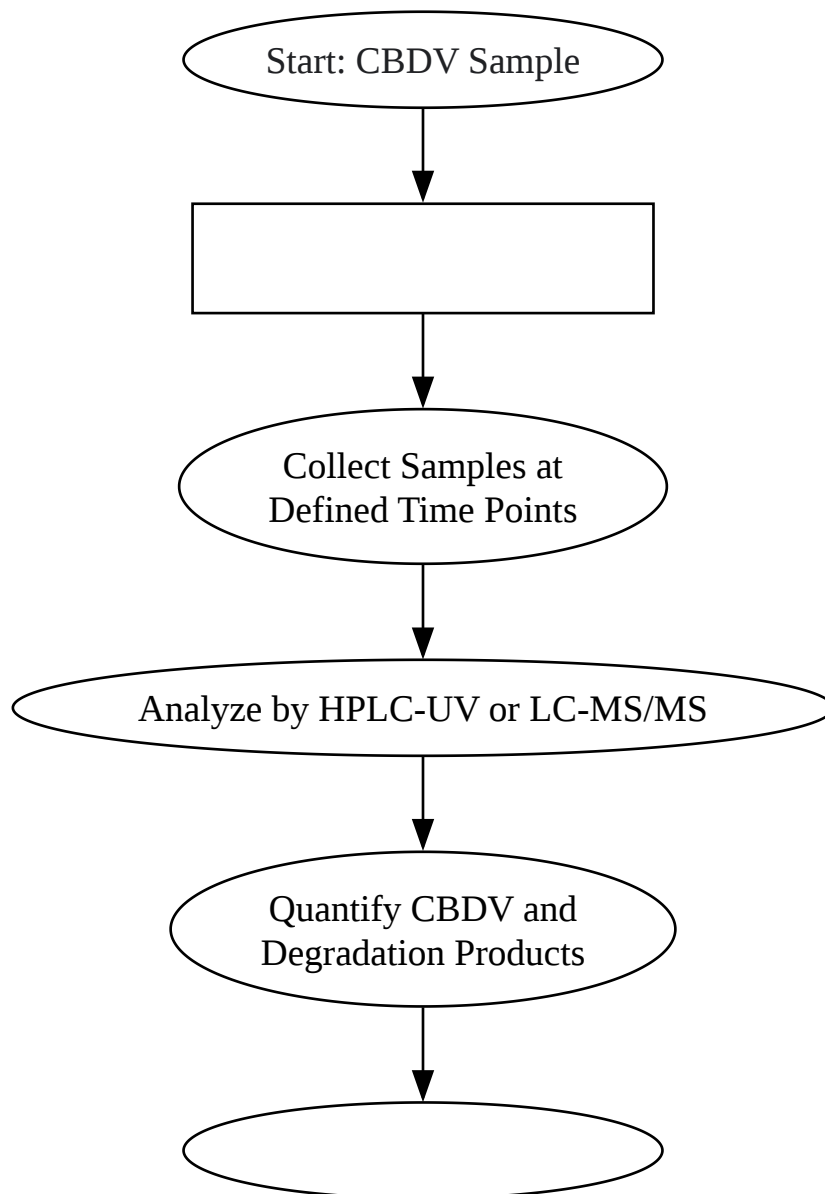 Start: CBDV Sample
Collect Samples at
Defined Time Points
Analyze by HPLC-UV or LC-MS/MS
Quantify CBDV and
Degradation Products